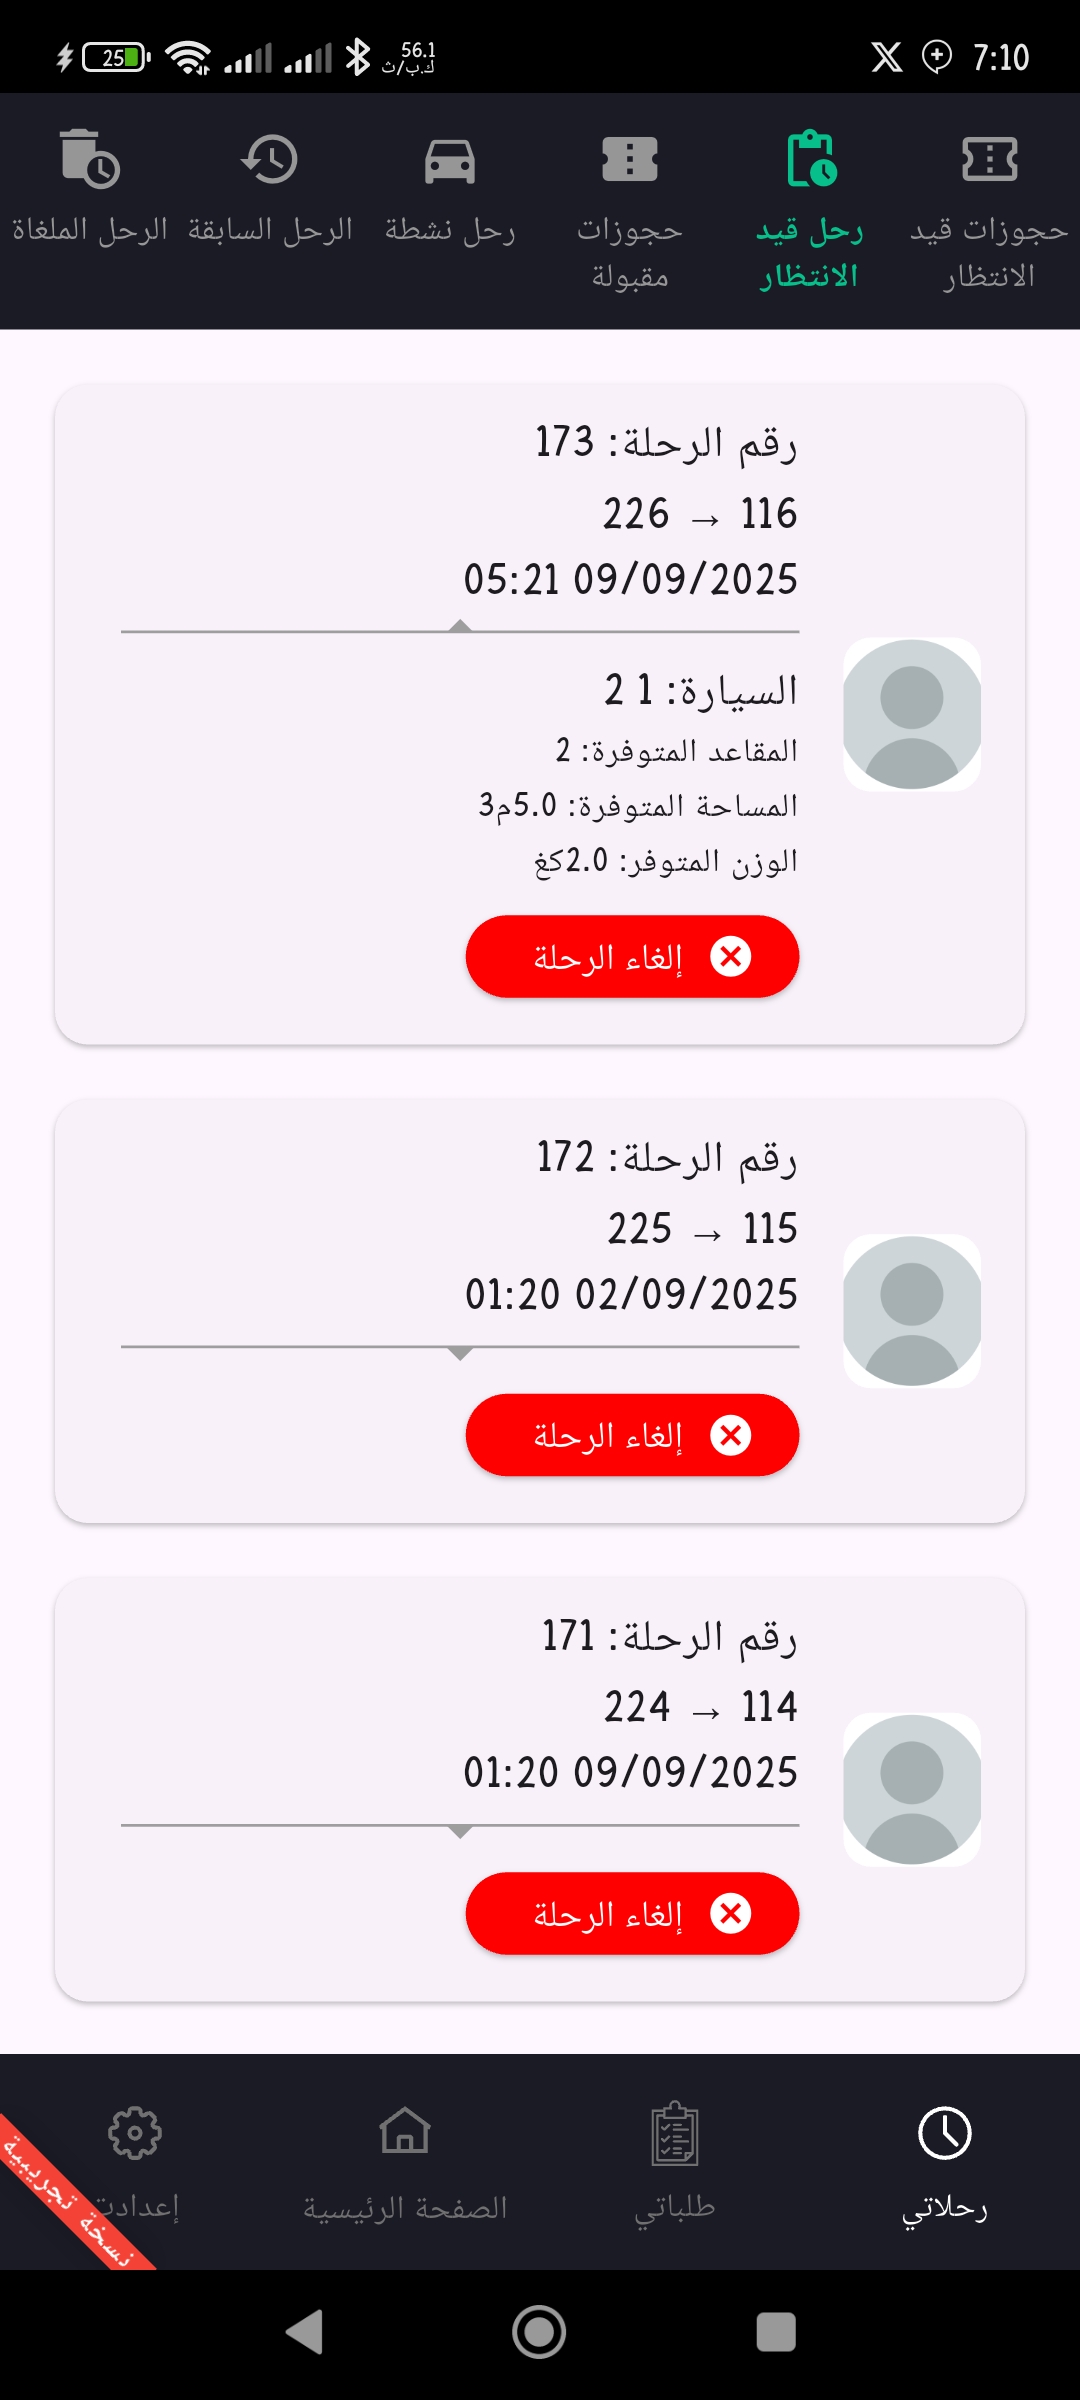 25
56.1
ك.ب/ث
7:10
حجوزات قيد الانتظار
رحل قيد الانتظار
حجوزات مقبولة
رحل نشطة
الرحل السابقة
الرحل الملغاة
رقم الرحلة: 173
116 → 226
05:21 09/09/2025
السيارة: 1 2
المقاعد المتوفرة: 2
المساحة المتوفرة: 5.0م3
الوزن المتوفر: 2.0كغ
إلغاء الرحلة
رقم الرحلة: 172
115 → 225
01:20 02/09/2025
إلغاء الرحلة
رقم الرحلة: 171
114 → 224
01:20 09/09/2025
إلغاء الرحلة
رحلاتي
طلباتي
الصفحة الرئيسية
إعدادت
نسخة تجريبية